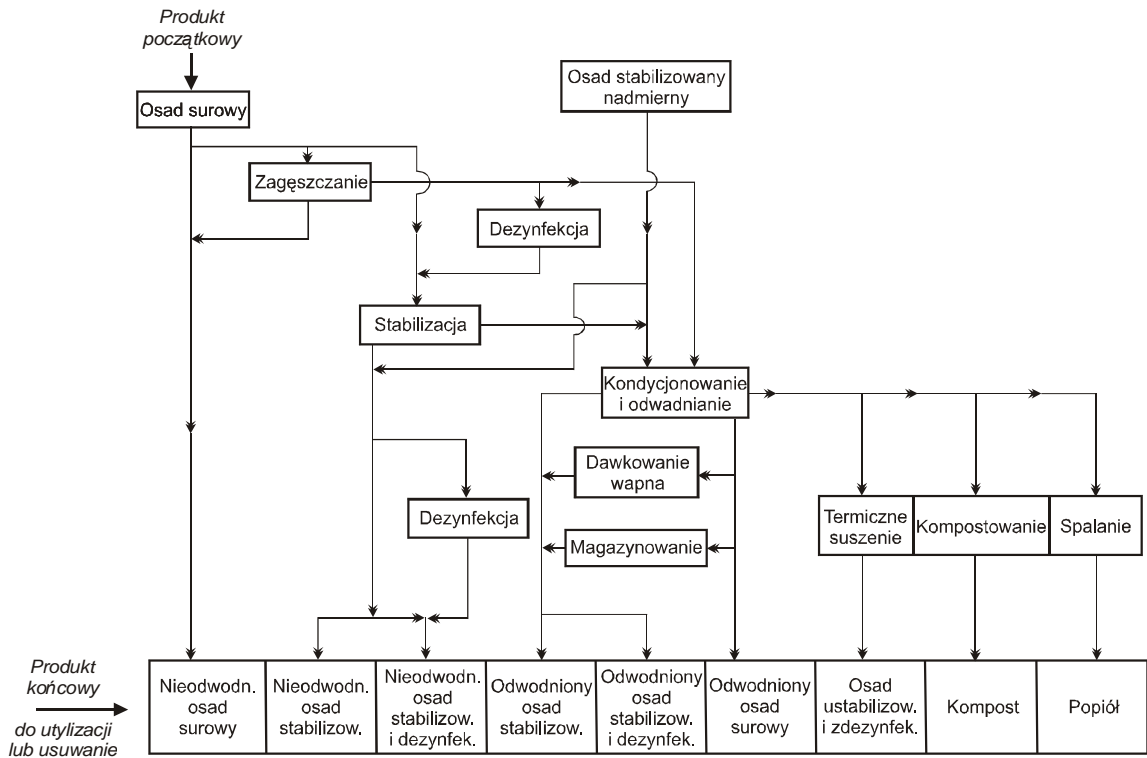 Produkt
początkowy
Osad surowy
Osad stabilizowany
nadmierny
Zagęszczanie
Dezynfekcja
Stabilizacja
Kondycjonowanie
i odwadnianie
Dawkowanie
wapna
Dezynfekcja
Magazynowanie
Termiczne
suszenie
Kompostowanie
Spalanie
Produkt
końcowy
do utylizacji
lub usuwanie
Nieodwodn.
osad
surowy
Nieodwodn.
osad
stabilizow.
Nieodwodn.
osad
stabilizow.
i dezynfek.
Odwodniony
osad
stabilizow.
Odwodniony
osad
stabilizow.
i dezynfek.
Odwodniony
osad
surowy
Osad
ustabilizow.
i zdezynfek.
Kompost
Popiół